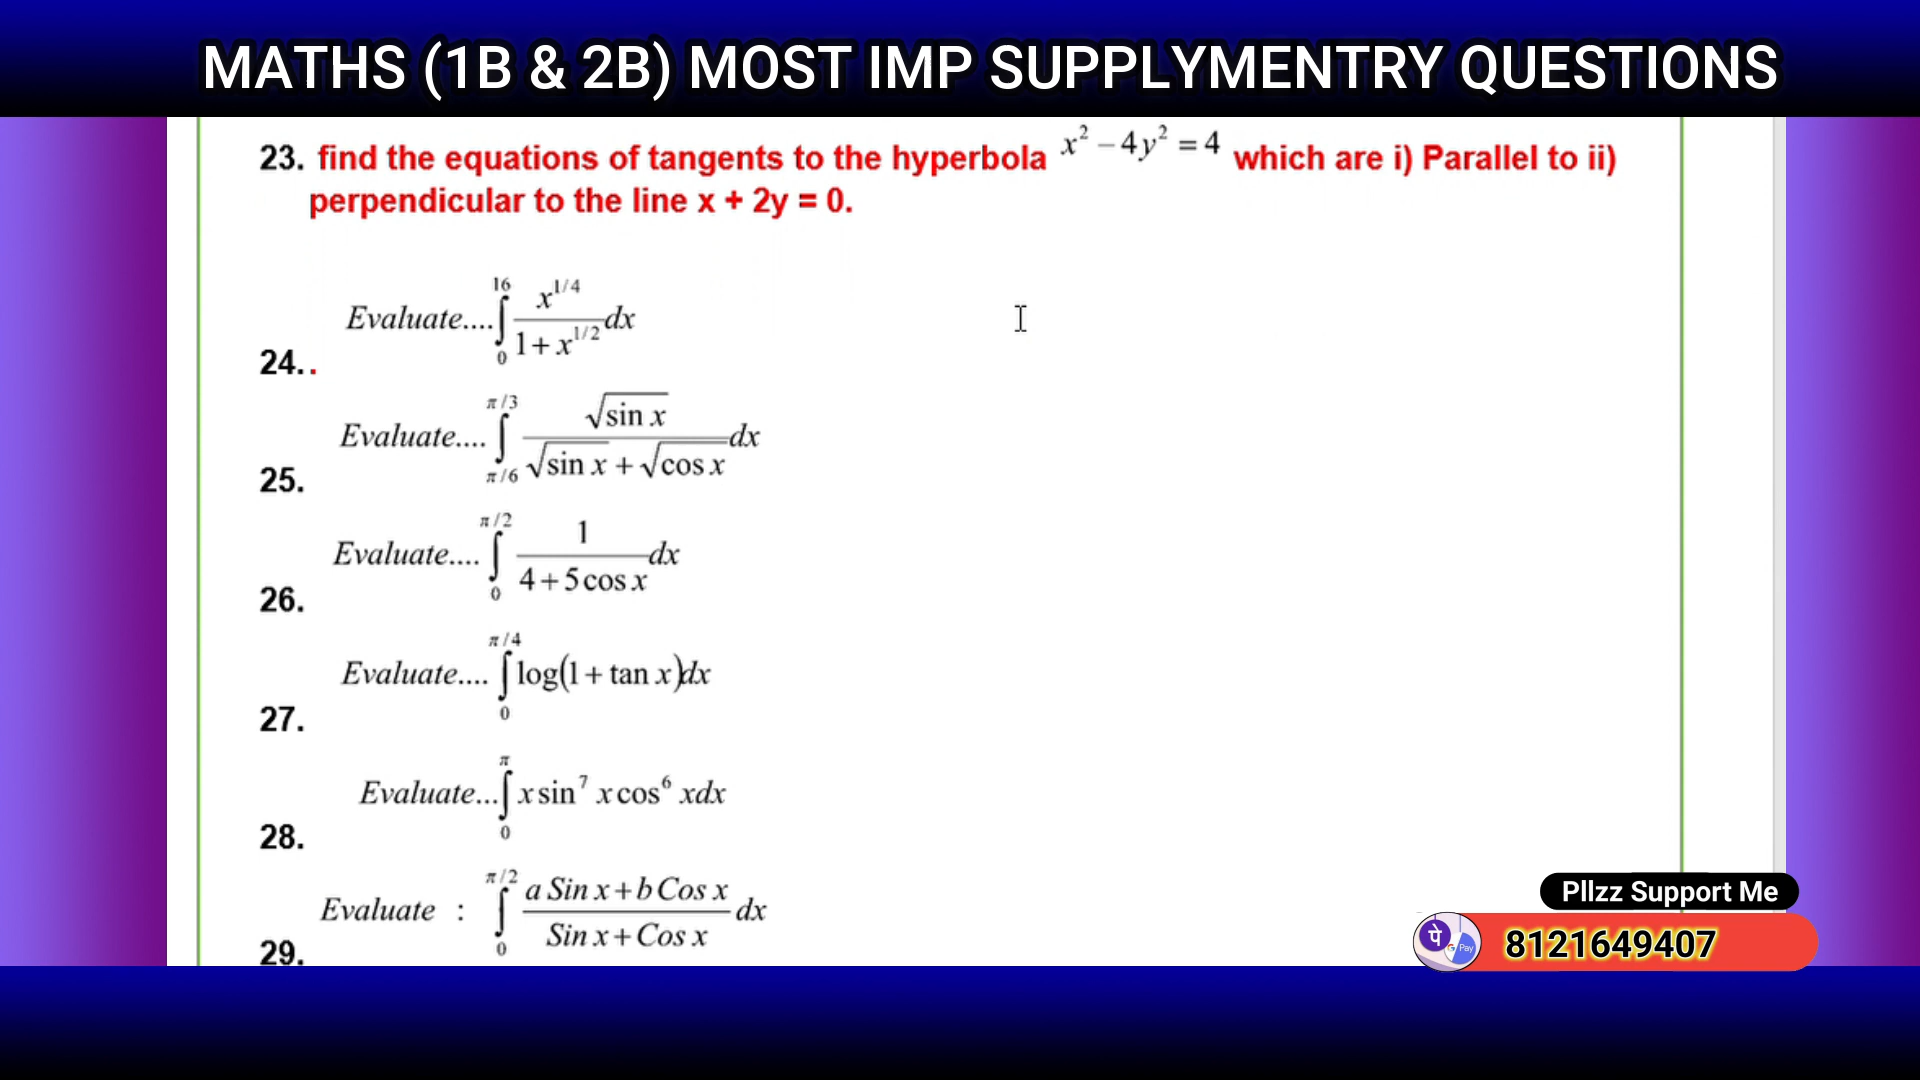 MATHS (1B & 2B) MOST IMP SUPPLYMENTRY QUESTIONS
23. find the equations of tangents to the hyperbola x² – 4y² = 4 which are i) Parallel to ii)
perpendicular to the line x + 2y = 0.
24.. Evaluate....∫₀¹⁶ x^{1/4}/(1+x^{1/2}) dx
25. Evaluate.... ∫_{π/6}^{π/3} √(sin x)/(√(sin x) + √(cos x)) dx
26. Evaluate.... ∫₀^{π/2} 1/(4+5cos x) dx
27. Evaluate.... ∫₀^{π/4} log(1+ tan x)dx
28. Evaluate...∫₀^π x sin⁷ x cos⁶ xdx
29. Evaluate : ∫₀^{π/2} (a Sin x+b Cos x)/(Sin x+Cos x) dx
Pllzz Support Me
पे G Pay 8121649407